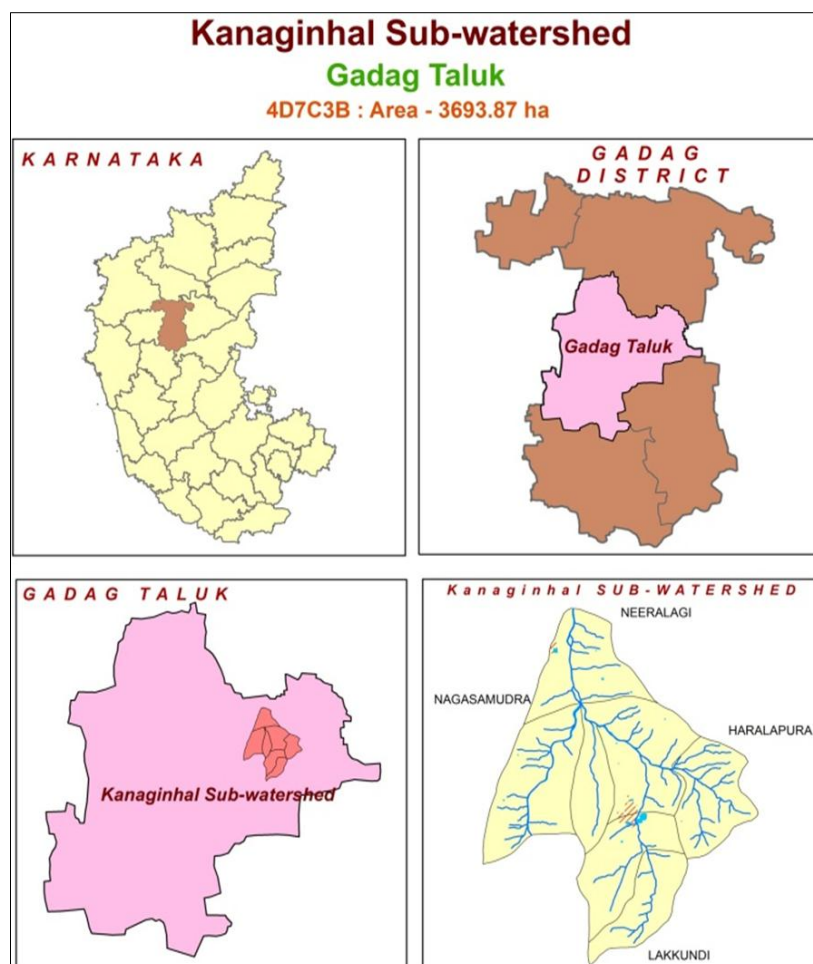 Kanaginhal Sub-watershed
Gadag Taluk
4D7C3B : Area - 3693.87 ha
KARNATAKA
GADAG
DISTRICT
Gadag Taluk
GADAG TALUK
Kanaginhal Sub-watershed
Kanaginhal SUB-WATERSHED
NEERALAGI
NAGASAMUDRA
HARALAPURA
LAKKUNDI